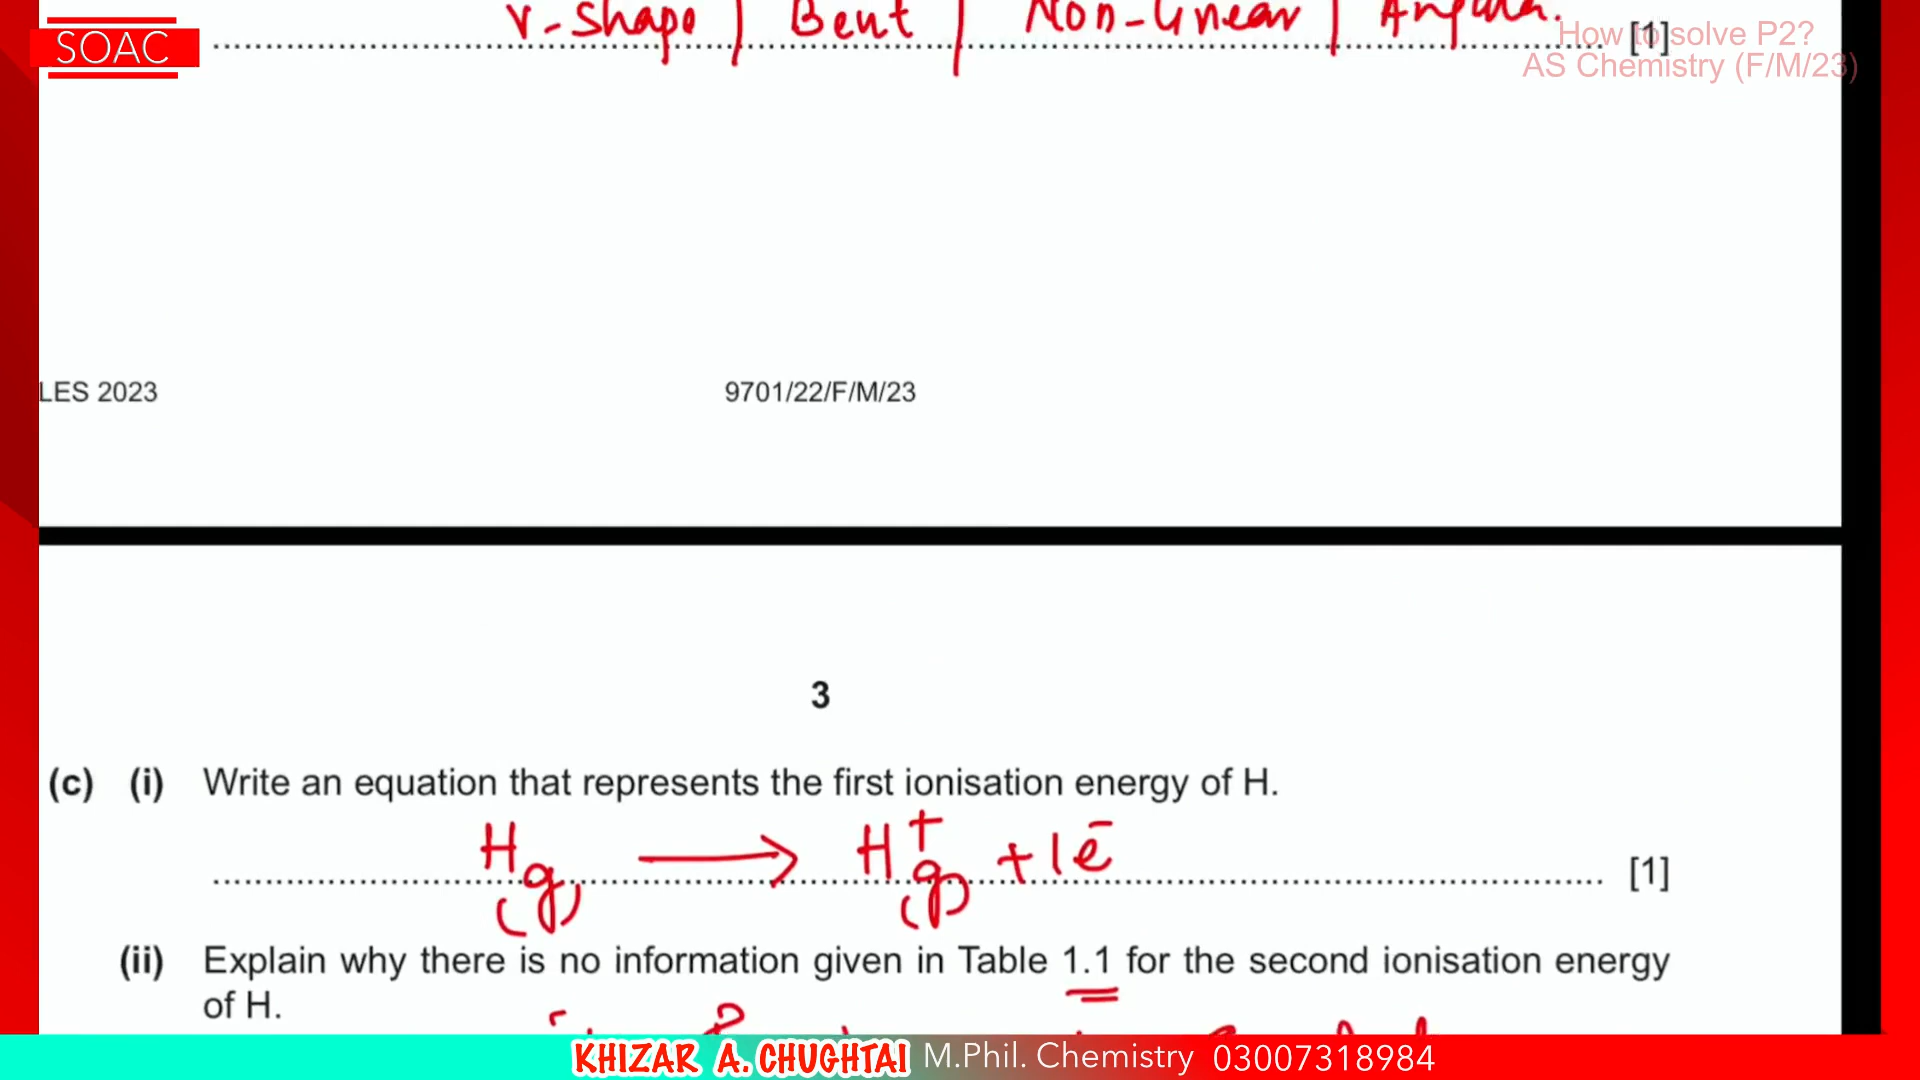 SOAC
V-shape | Bent | Non-linear | Angular. [1]
How to solve P2?
AS Chemistry (F/M/23)
LES 2023
9701/22/F/M/23
3
(c) (i) Write an equation that represents the first ionisation energy of H.
H(g) → H⁺(g) + 1e⁻ [1]
(ii) Explain why there is no information given in Table 1.1 for the second ionisation energy
of H.
KHIZAR A. CHUGHTAI M.Phil. Chemistry 03007318984